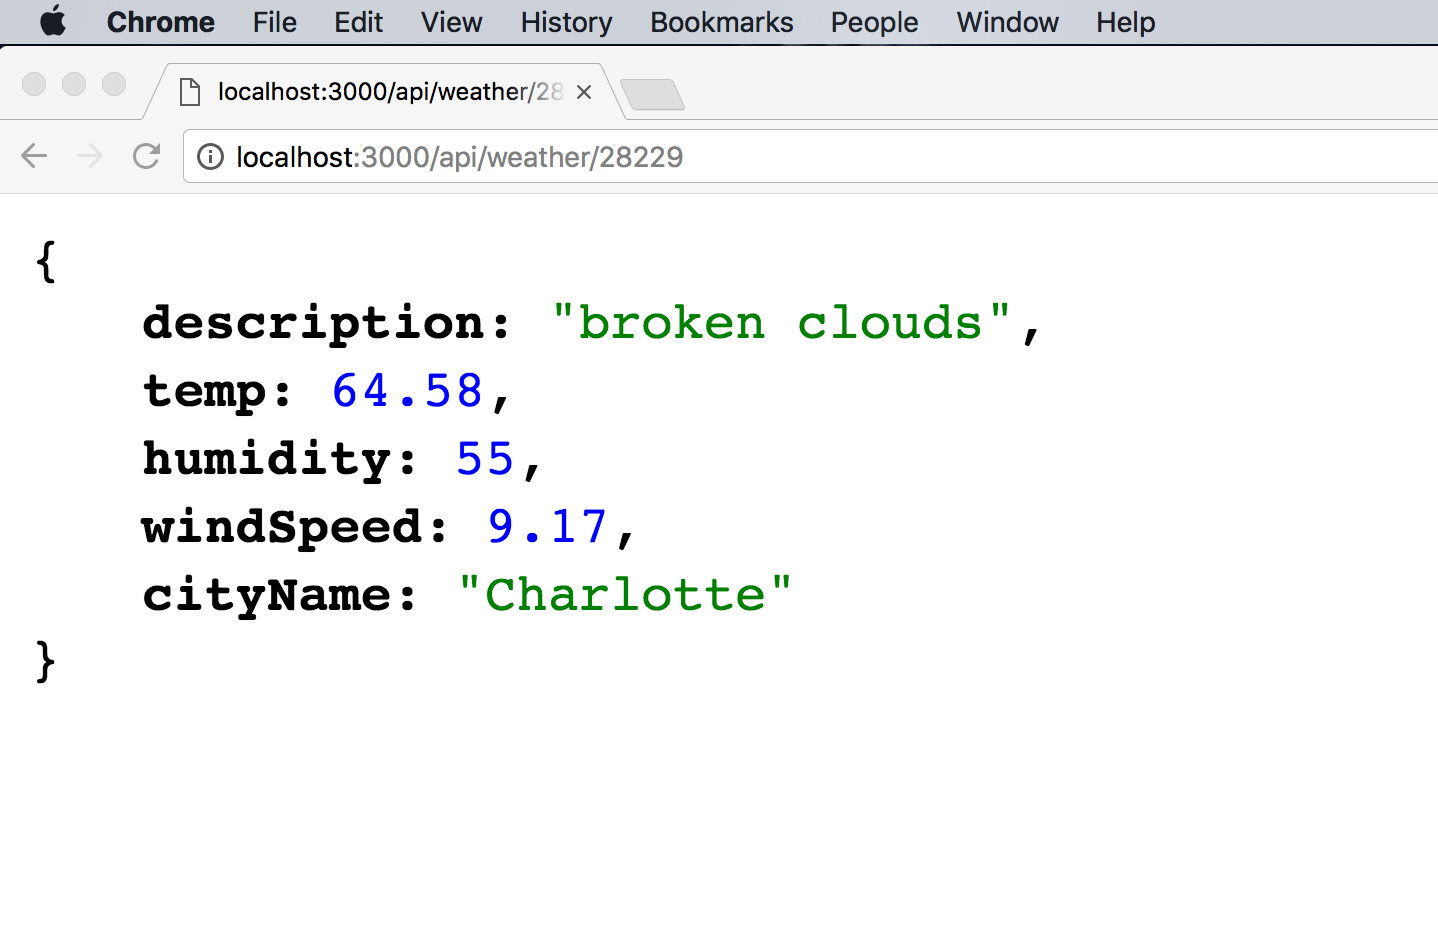 Chrome File Edit View History Bookmarks People Window Help
localhost:3000/api/weather/28
localhost:3000/api/weather/28229
{
description: "broken clouds",
temp: 64.58,
humidity: 55,
windSpeed: 9.17,
cityName: "Charlotte"
}